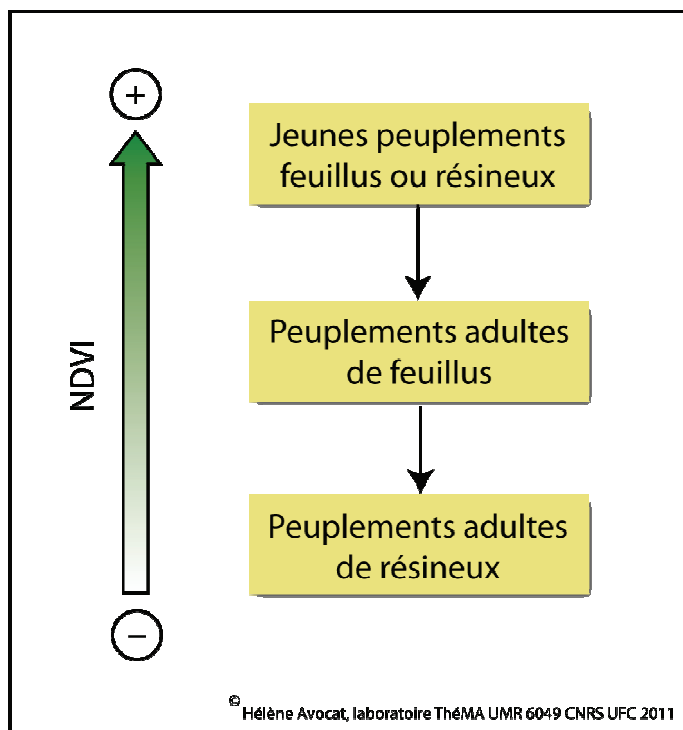 +
Jeunes peuplements
feuillus ou résineux
NDVI
Peuplements adultes
de feuillus
Peuplements adultes
de résineux
−
© Hélène Avocat, laboratoire ThéMA UMR 6049 CNRS UFC 2011